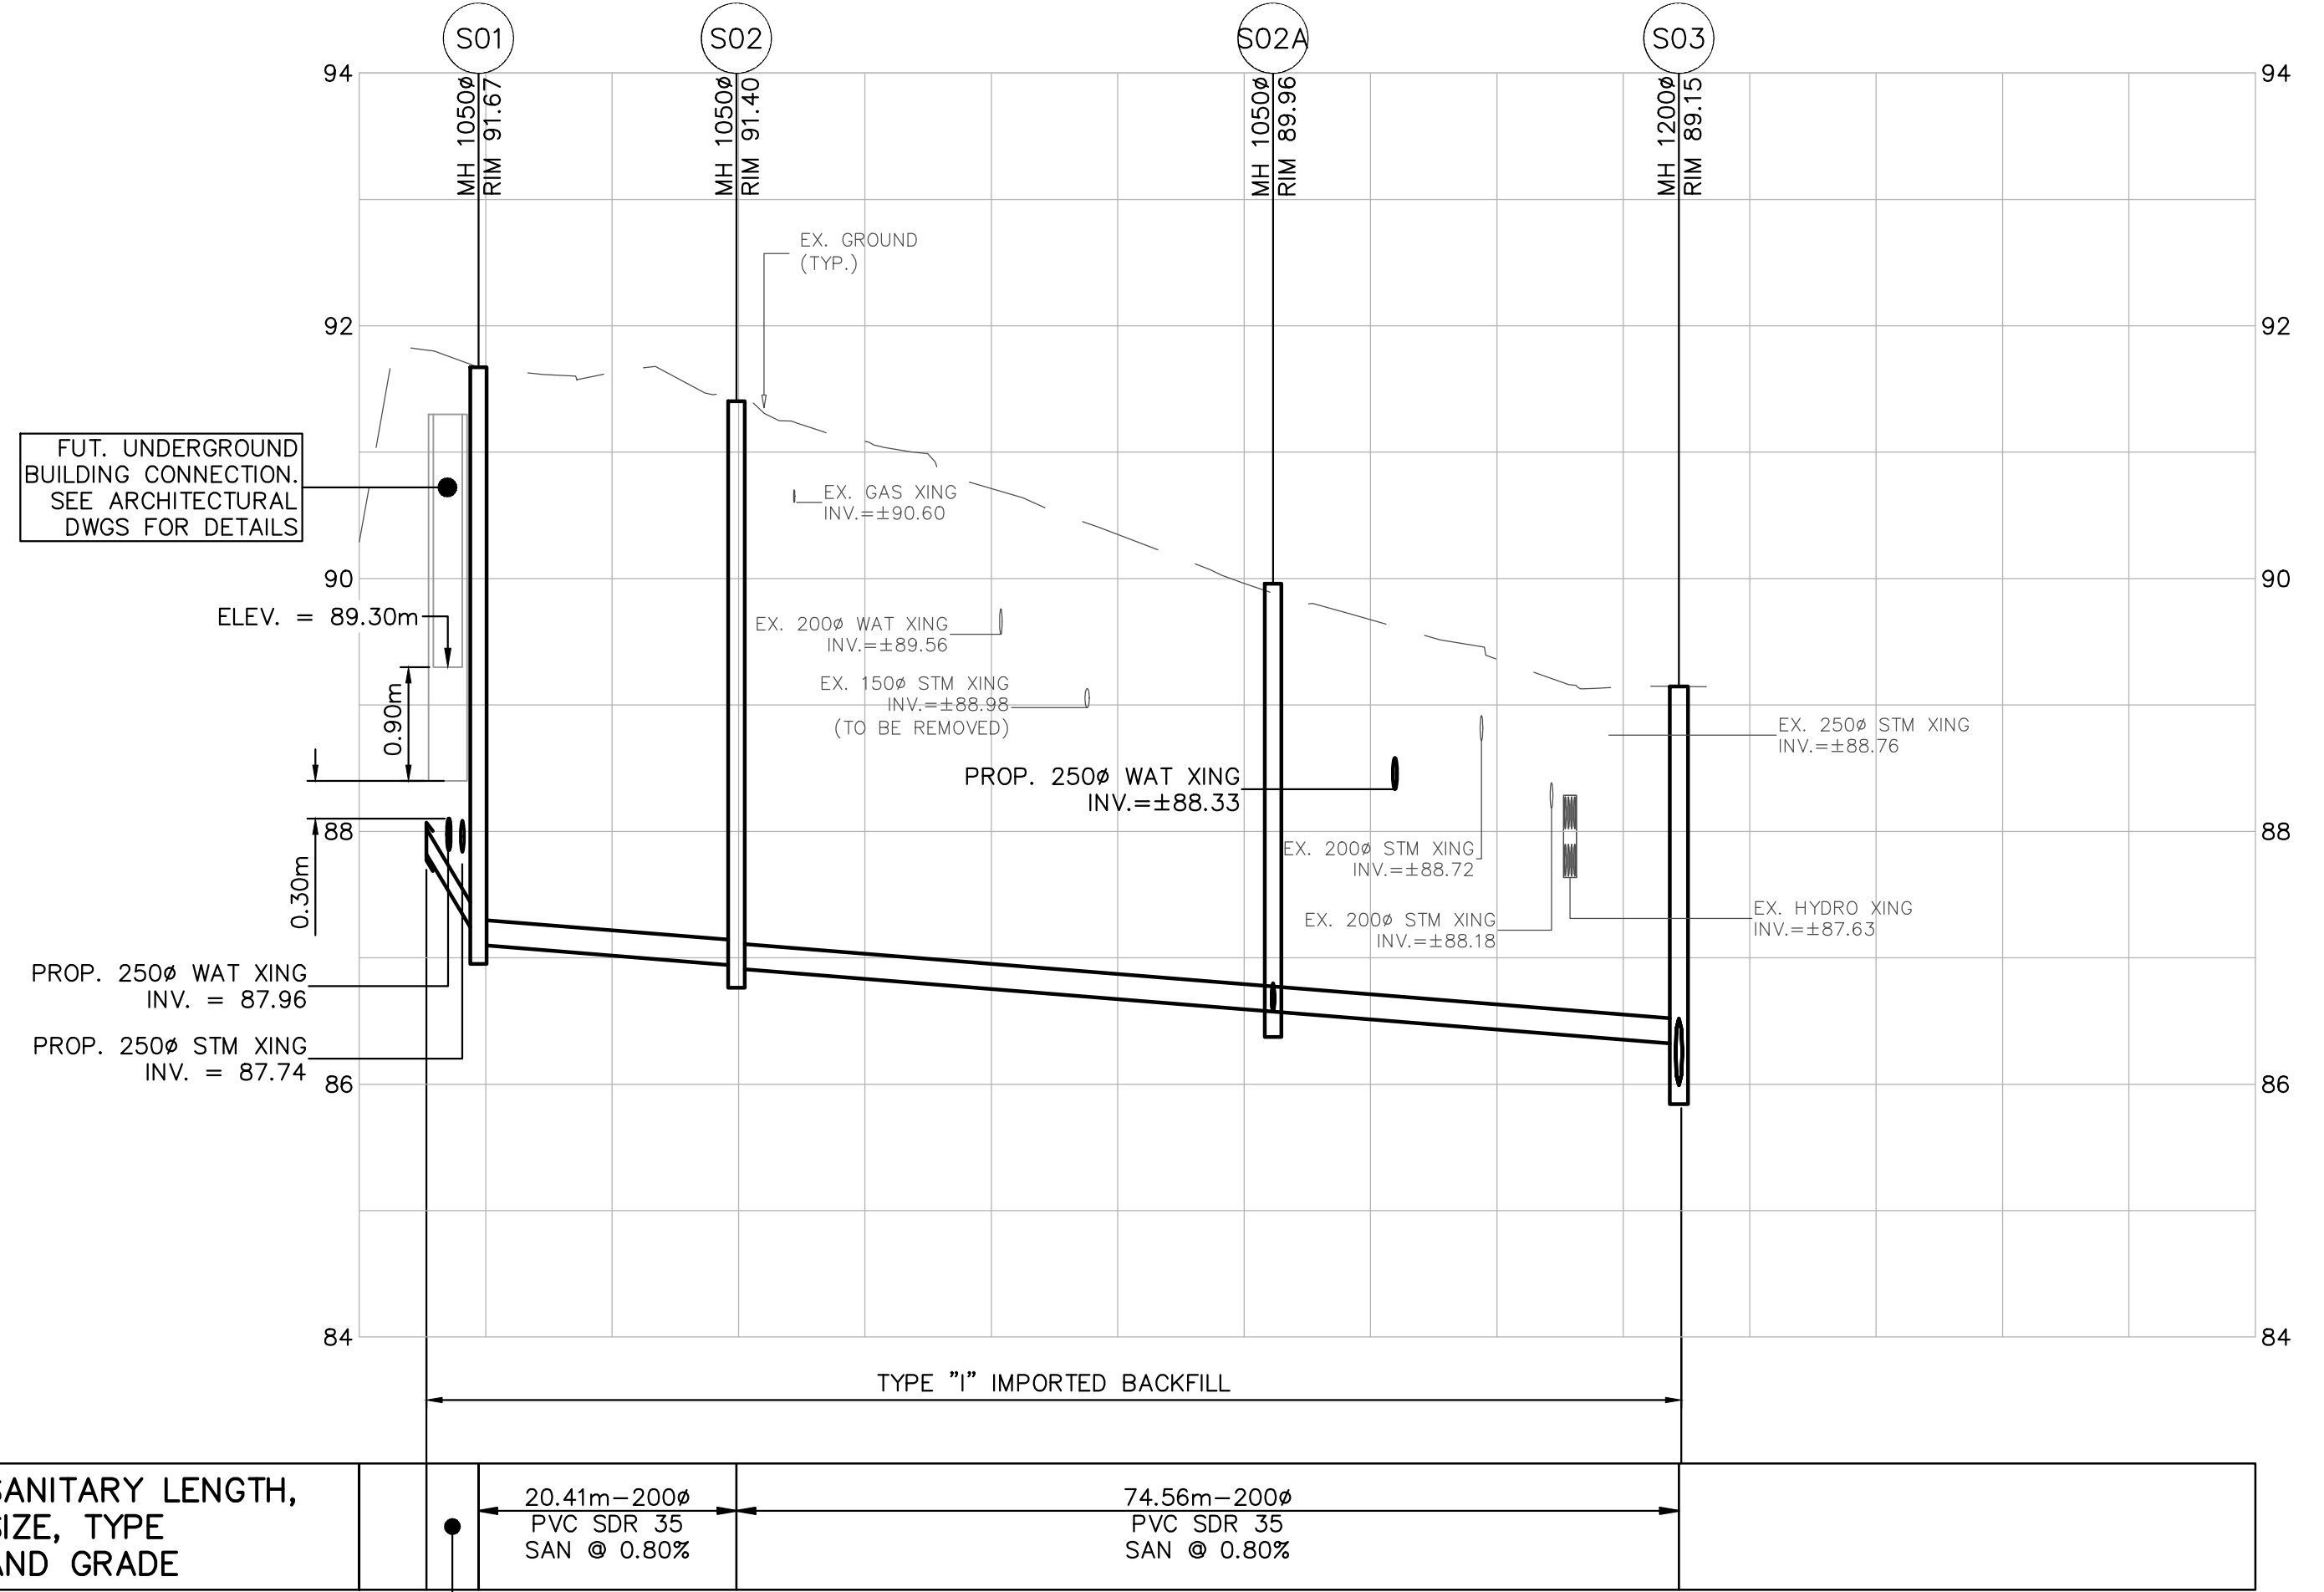 S01
S02
S02A
S03
94
94
MH 1050ø
RIM 91.67
MH 1050ø
RIM 91.40
MH 1050ø
RIM 89.96
MH 1200ø
RIM 89.15
EX. GROUND
(TYP.)
92
92
FUT. UNDERGROUND
BUILDING CONNECTION.
SEE ARCHITECTURAL
DWGS FOR DETAILS
EX. GAS XING
INV.=±90.60
90
90
ELEV. = 89.30m
EX. 200ø WAT XING
INV.=±89.56
0.90m
EX. 150ø STM XING
INV.=±88.98
(TO BE REMOVED)
EX. 250ø STM XING
INV.=±88.76
PROP. 250ø WAT XING
INV.=±88.33
88
88
EX. 200ø STM XING
INV.=±88.72
0.30m
EX. 200ø STM XING
INV.=±88.18
EX. HYDRO XING
INV.=±87.63
PROP. 250ø WAT XING
INV. = 87.96
PROP. 250ø STM XING
INV. = 87.74
86
86
84
84
TYPE "I" IMPORTED BACKFILL
SANITARY LENGTH,
SIZE, TYPE
AND GRADE
20.41m-200ø
PVC SDR 35
SAN @ 0.80%
74.56m-200ø
PVC SDR 35
SAN @ 0.80%